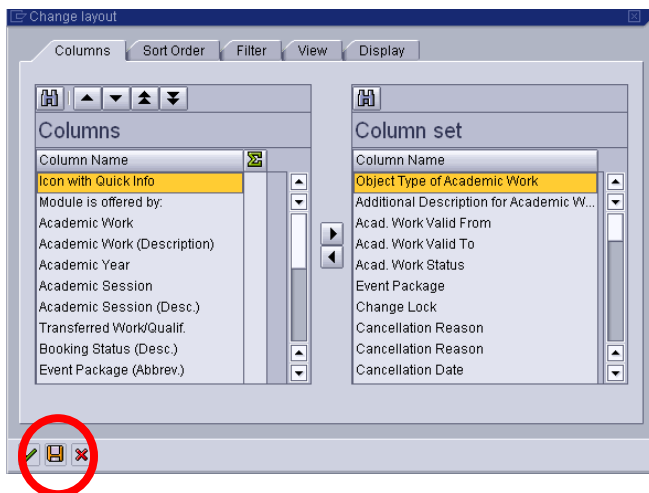 Change layout
Columns Sort Order Filter View Display
Columns
Column Name
Icon with Quick Info
Module is offered by:
Academic Work
Academic Work (Description)
Academic Year
Academic Session
Academic Session (Desc.)
Transferred Work/Qualif.
Booking Status (Desc.)
Event Package (Abbrev.)
Column set
Column Name
Object Type of Academic Work
Additional Description for Academic W...
Acad. Work Valid From
Acad. Work Valid To
Acad. Work Status
Event Package
Change Lock
Cancellation Reason
Cancellation Reason
Cancellation Date